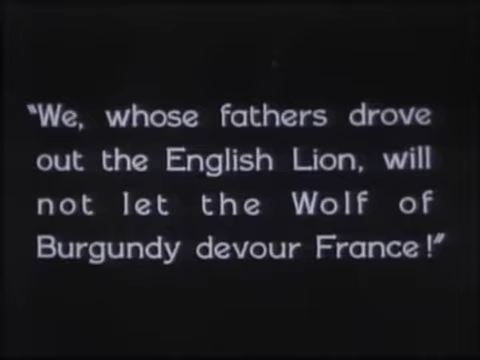 "We, whose fathers drove
out the English Lion, will
not let the Wolf of
Burgundy devour France!"